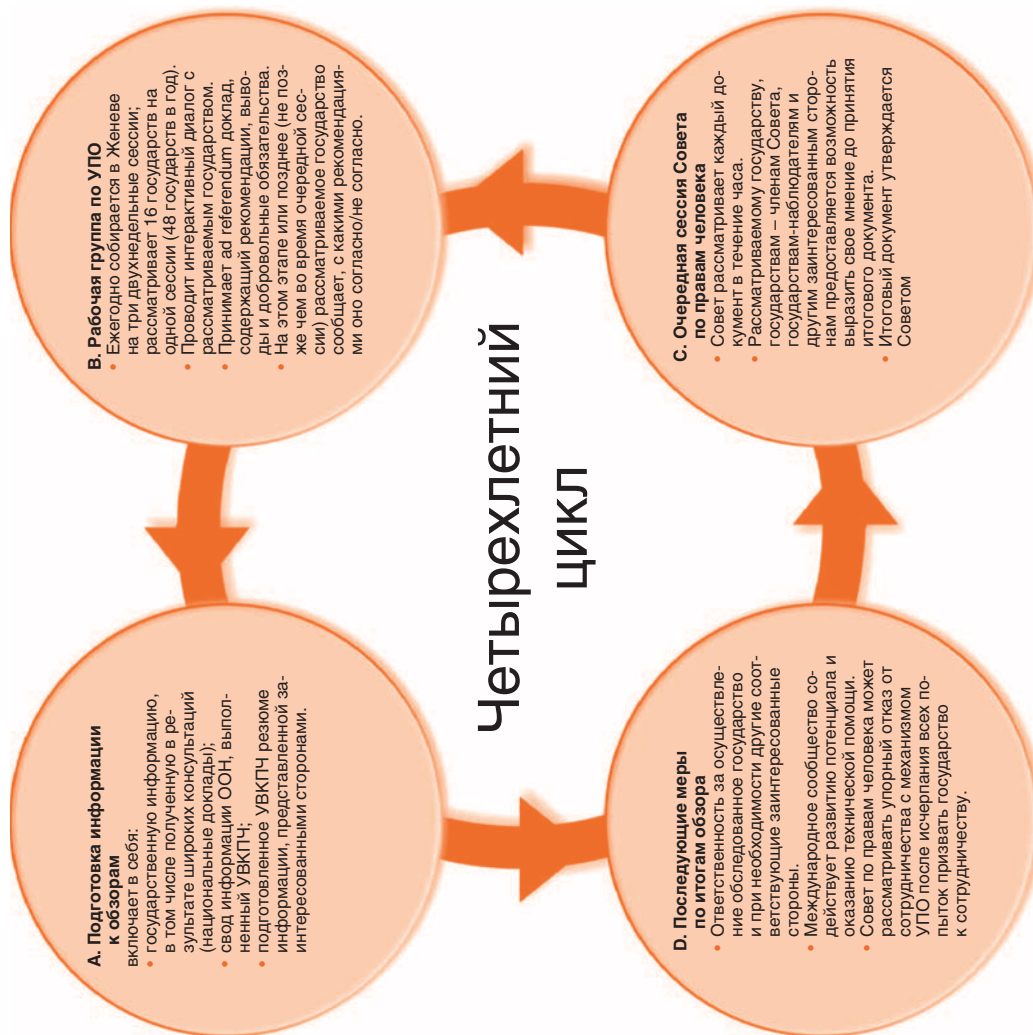 A. Подготовка информации
к обзорам
включает в себя:
• государственную информацию,
в том числе полученную в ре-
зультате широких консультаций
(национальные доклады);
• свод информации ООН, выпол-
ненный УВКПЧ;
• подготовленное УВКПЧ резюме
информации, представленной за-
интересованными сторонами.
B. Рабочая группа по УПО
• Ежегодно собирается в Женеве
на три двухнедельные сессии;
рассматривает 16 государств на
одной сессии (48 государств в год).
• Проводит интерактивный диалог с
рассматриваемым государством.
• Принимает ad referendum доклад,
содержащий рекомендации, выво-
ды и добровольные обязательства.
• На этом этапе или позднее (не поз-
же чем во время очередной сес-
сии) рассматриваемое государство
сообщает, с какими рекомендация-
ми оно согласно/не согласно.
Четырехлетний
цикл
D. Последующие меры
по итогам обзора
• Ответственность за осуществле-
ние обследованное государство
и при необходимости другие соот-
ветствующие заинтересованные
стороны.
• Международное сообщество со-
действует развитию потенциала и
оказанию технической помощи.
• Совет по правам человека может
рассматривать упорный отказ от
сотрудничества с механизмом
УПО после исчерпания всех по-
пыток призвать государство
к сотрудничеству.
C. Очередная сессия Совета
по правам человека
• Совет рассматривает каждый до-
кумент в течение часа.
• Рассматриваемому государству,
государствам – членам Совета,
государствам-наблюдателям и
другим заинтересованным сторо-
нам предоставляется возможность
выразить свое мнение до принятия
итогового документа.
• Итоговый документ утверждается
Советом